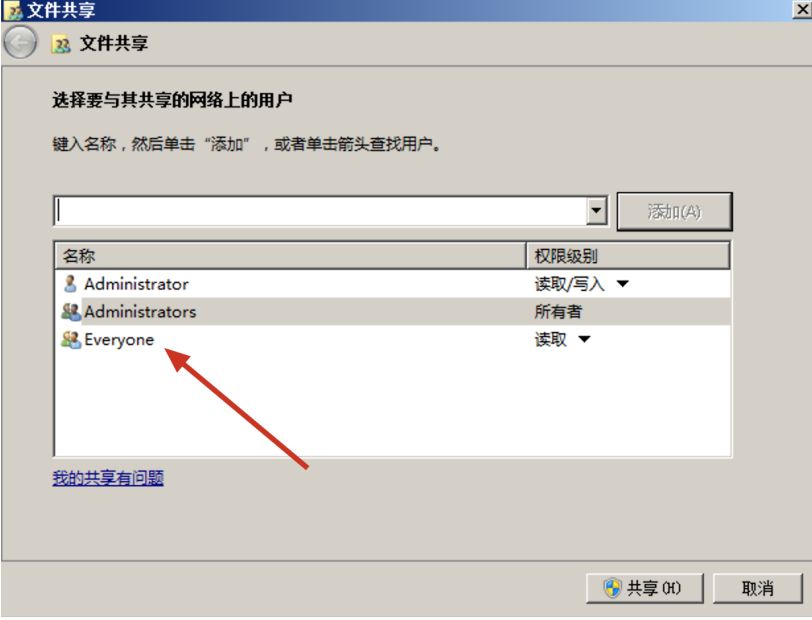 文件共享
文件共享
选择要与其共享的网络上的用户
键入名称，然后单击“添加”，或者单击箭头查找用户。
添加(A)
名称 权限级别
Administrator 读取/写入
Administrators 所有者
Everyone 读取
我的共享有问题
共享(H) 取消